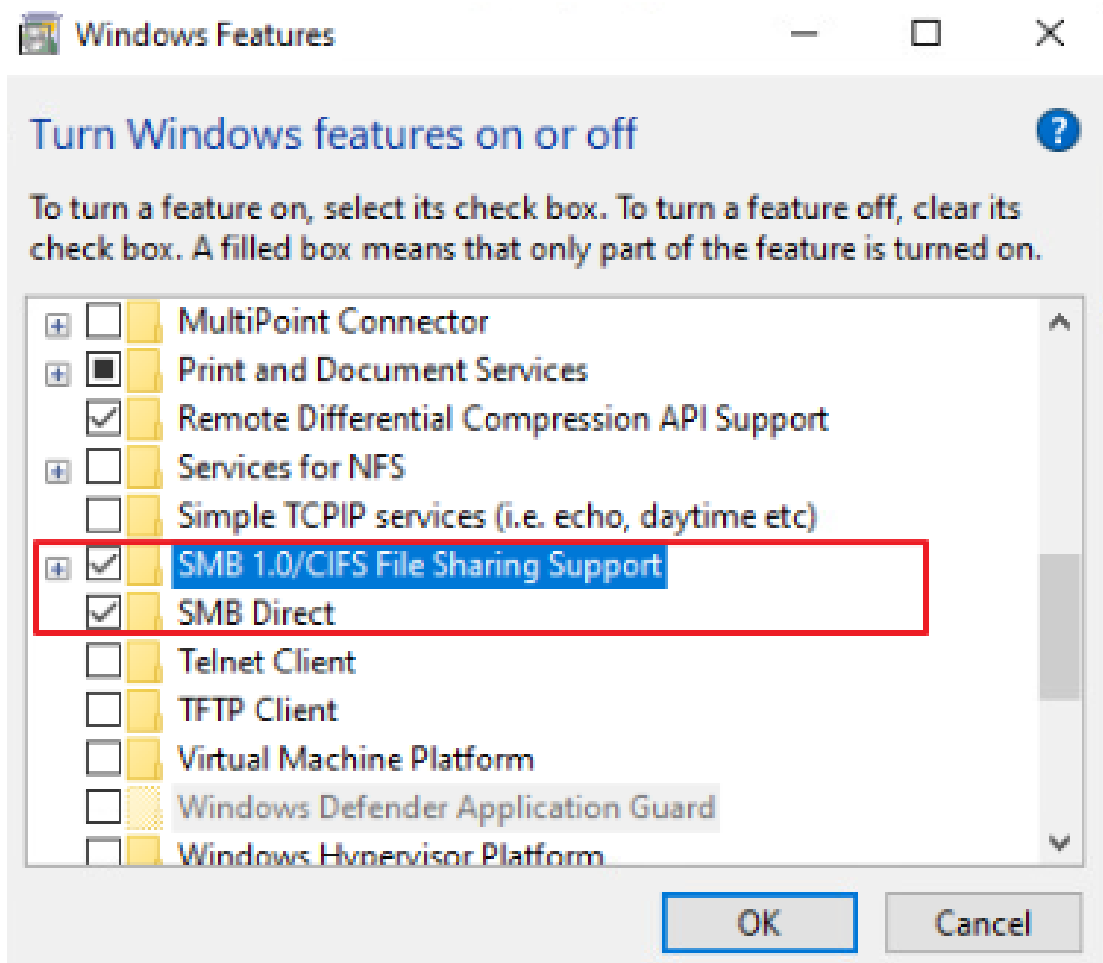 Windows Features
Turn Windows features on or off
?
To turn a feature on, select its check box. To turn a feature off, clear its
check box. A filled box means that only part of the feature is turned on.
MultiPoint Connector
Print and Document Services
Remote Differential Compression API Support
Services for NFS
Simple TCPIP services (i.e. echo, daytime etc)
SMB 1.0/CIFS File Sharing Support
SMB Direct
Telnet Client
TFTP Client
Virtual Machine Platform
Windows Defender Application Guard
Windows Hypervisor Platform
OK Cancel